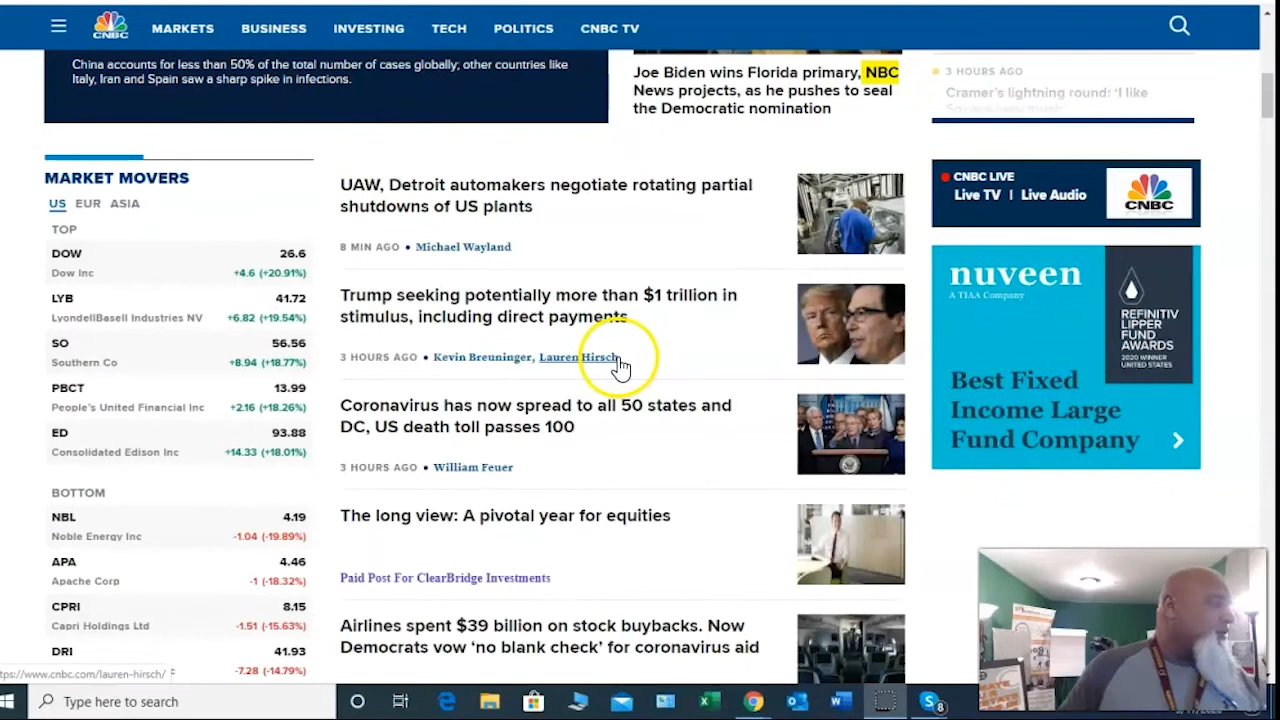 CNBC
MARKETS
BUSINESS
INVESTING
TECH
POLITICS
CNBC TV
China accounts for less than 50% of the total number of cases globally; other countries like
Italy, Iran and Spain saw a sharp spike in infections.
Joe Biden wins Florida primary, NBC
News projects, as he pushes to seal
the Democratic nomination
3 HOURS AGO
Cramer's lightning round: 'I like
MARKET MOVERS
US EUR ASIA
TOP
DOW 26.6
Dow Inc +4.6 (+20.91%)
LYB 41.72
LyondellBasell Industries NV +6.82 (+19.54%)
SO 56.56
Southern Co +8.94 (+18.77%)
PBCT 13.99
People's United Financial Inc +2.16 (+18.26%)
ED 93.88
Consolidated Edison Inc +14.33 (+18.01%)
BOTTOM
NBL 4.19
Noble Energy Inc -1.04 (-19.89%)
APA 4.46
Apache Corp -1 (-18.32%)
CPRI 8.15
Capri Holdings Ltd -1.51 (-15.63%)
DRI 41.93
-7.28 (-14.79%)
UAW, Detroit automakers negotiate rotating partial
shutdowns of US plants
8 MIN AGO • Michael Wayland
Trump seeking potentially more than $1 trillion in
stimulus, including direct payments
3 HOURS AGO • Kevin Breuninger, Lauren Hirsch
Coronavirus has now spread to all 50 states and
DC, US death toll passes 100
3 HOURS AGO • William Feuer
The long view: A pivotal year for equities
Paid Post For ClearBridge Investments
Airlines spent $39 billion on stock buybacks. Now
Democrats vow 'no blank check' for coronavirus aid
CNBC LIVE
Live TV | Live Audio
CNBC
nuveen
A TIAA Company
REFINITIV
LIPPER
FUND
AWARDS
2020 WINNER
UNITED STATES
Best Fixed
Income Large
Fund Company
ttps://www.cnbc.com/lauren-hirsch/
Type here to search
8